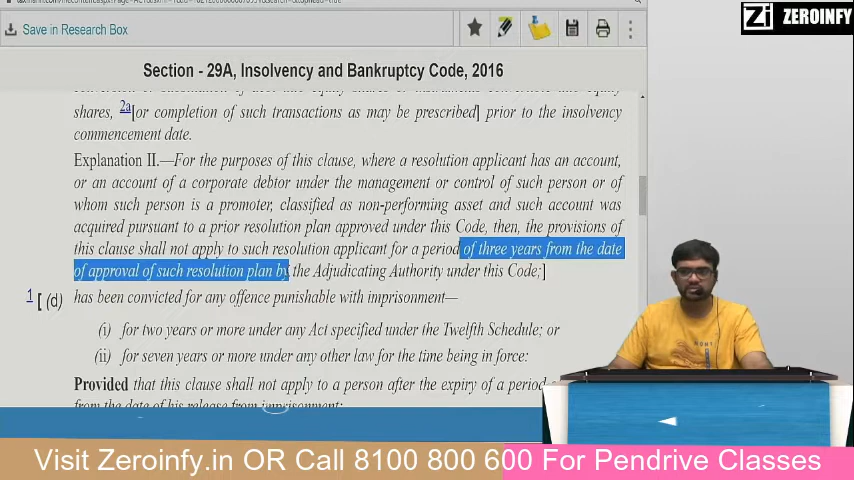 Zi ZEROINFY
Save in Research Box
Section - 29A, Insolvency and Bankruptcy Code, 2016
shares, 2a[or completion of such transactions as may be prescribed] prior to the insolvency
commencement date.
Explanation II.—For the purposes of this clause, where a resolution applicant has an account,
or an account of a corporate debtor under the management or control of such person or of
whom such person is a promoter, classified as non-performing asset and such account was
acquired pursuant to a prior resolution plan approved under this Code, then, the provisions of
this clause shall not apply to such resolution applicant for a period of three years from the date
of approval of such resolution plan by the Adjudicating Authority under this Code;]
1[(d) has been convicted for any offence punishable with imprisonment—
(i) for two years or more under any Act specified under the Twelfth Schedule; or
(ii) for seven years or more under any other law for the time being in force:
Provided that this clause shall not apply to a person after the expiry of a period
from the date of his release from imprisonment:
Visit Zeroinfy.in OR Call 8100 800 600 For Pendrive Classes